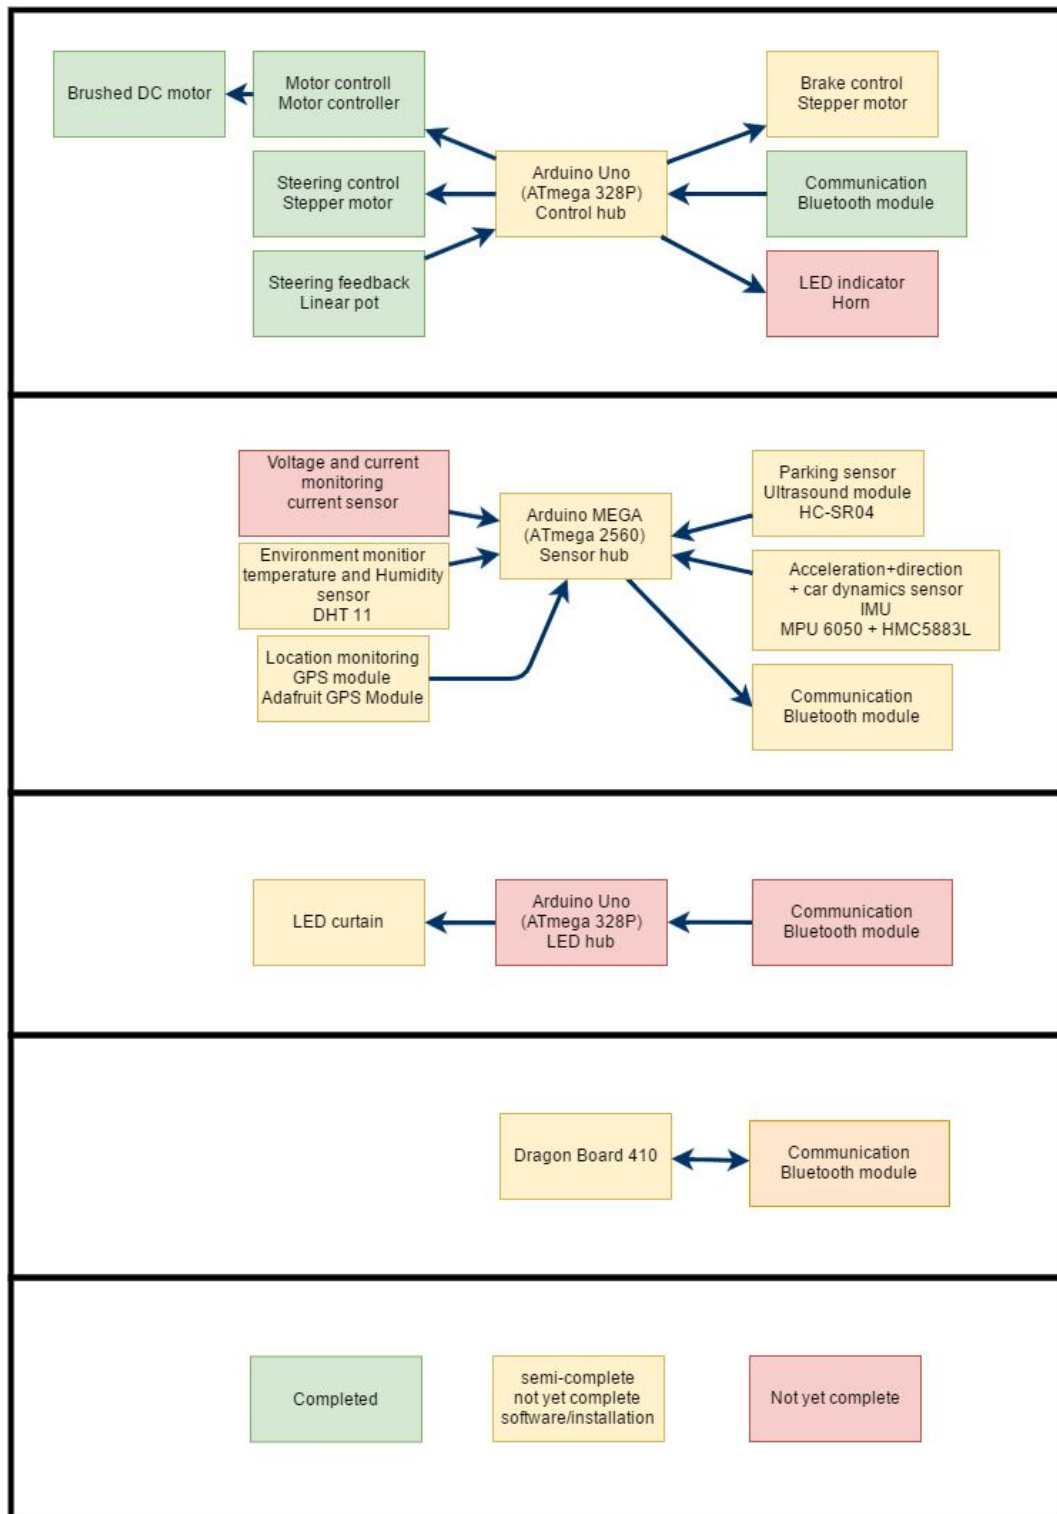 Brushed DC motor
Motor controll
Motor controller
Brake control
Stepper motor
Steering control
Stepper motor
Arduino Uno
(ATmega 328P)
Control hub
Communication
Bluetooth module
Steering feedback
Linear pot
LED indicator
Horn
Voltage and current
monitoring
current sensor
Parking sensor
Ultrasound module
HC-SR04
Arduino MEGA
(ATmega 2560)
Sensor hub
Environment monitior
temperature and Humidity
sensor
DHT 11
Acceleration+direction
+ car dynamics sensor
IMU
MPU 6050 + HMC5883L
Location monitoring
GPS module
Adafruit GPS Module
Communication
Bluetooth module
LED curtain
Arduino Uno
(ATmega 328P)
LED hub
Communication
Bluetooth module
Dragon Board 410
Communication
Bluetooth module
Completed
semi-complete
not yet complete
software/installation
Not yet complete